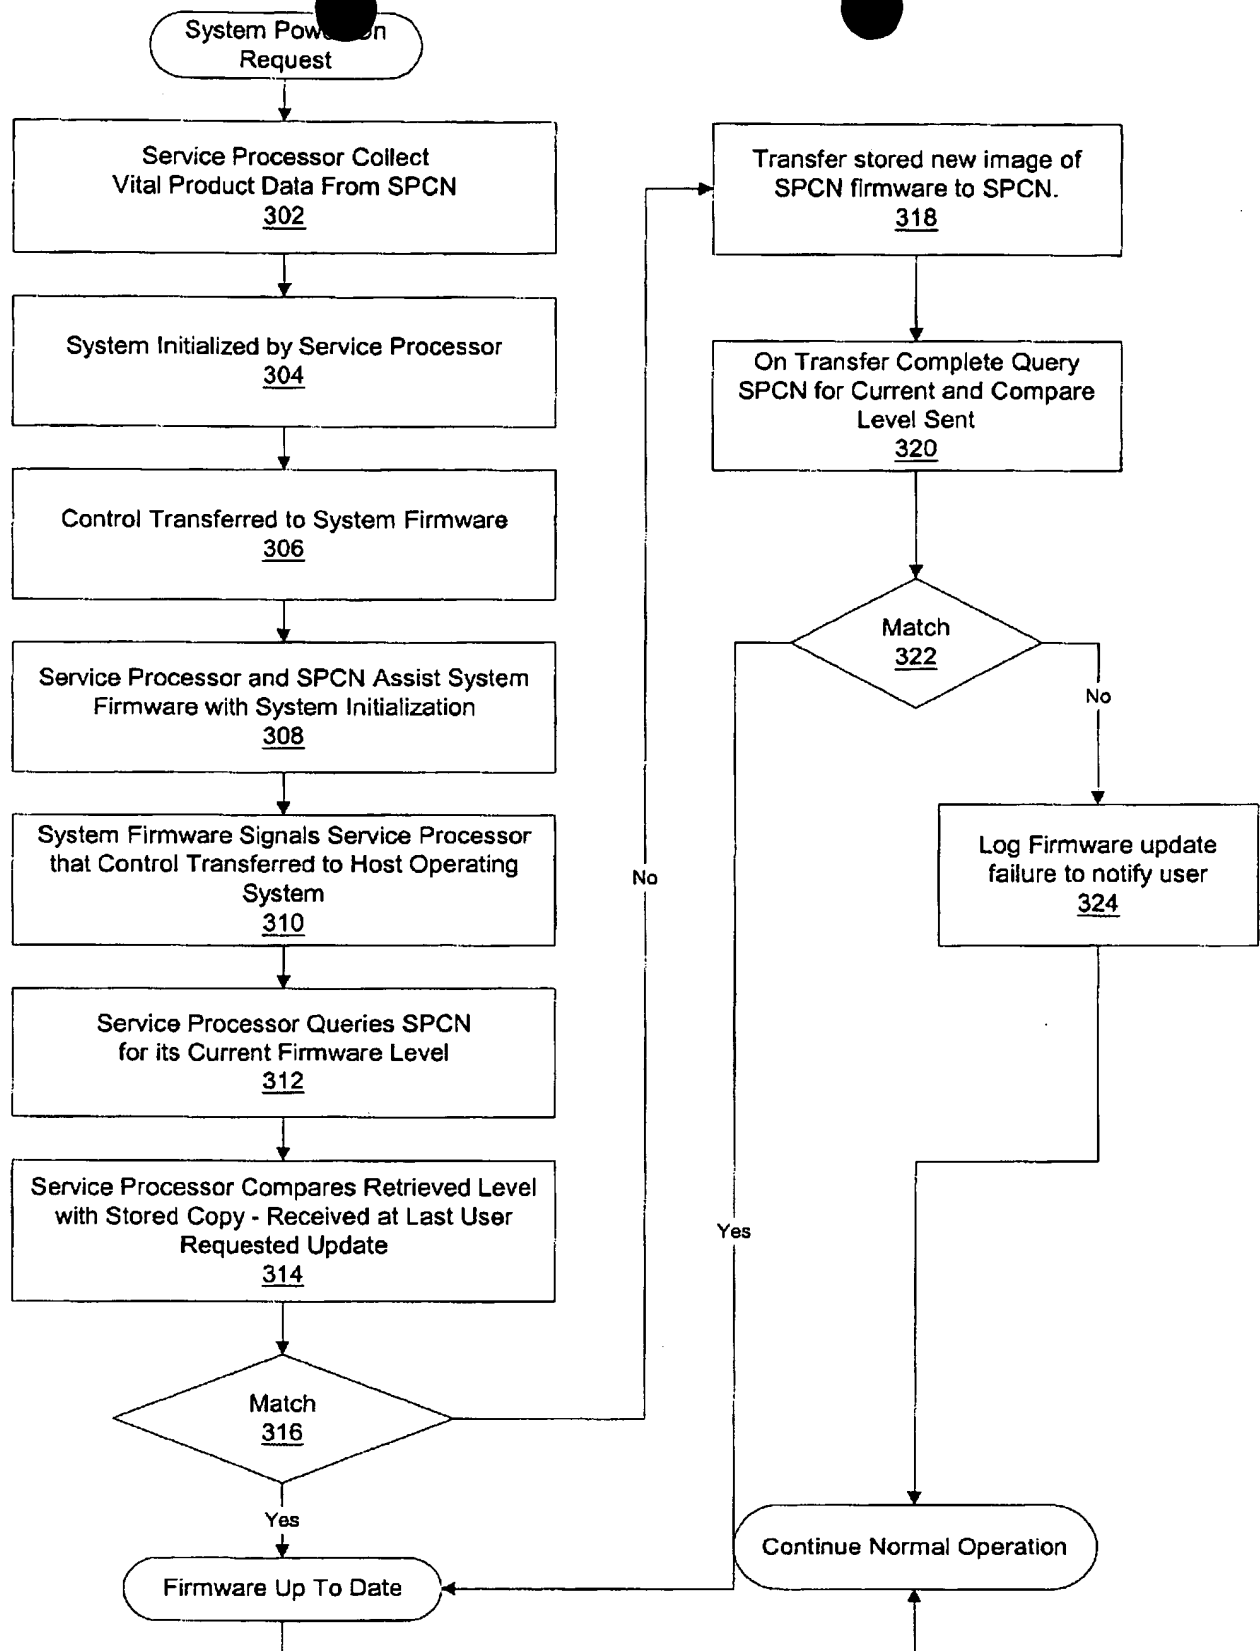 System Power On
Request
Service Processor Collect
Vital Product Data From SPCN
302
System Initialized by Service Processor
304
Control Transferred to System Firmware
306
Service Processor and SPCN Assist System
Firmware with System Initialization
308
System Firmware Signals Service Processor
that Control Transferred to Host Operating
System
310
Service Processor Queries SPCN
for its Current Firmware Level
312
Service Processor Compares Retrieved Level
with Stored Copy - Received at Last User
Requested Update
314
Match
316
Yes
Firmware Up To Date
No
Transfer stored new image of
SPCN firmware to SPCN.
318
On Transfer Complete Query
SPCN for Current and Compare
Level Sent
320
Match
322
No
Log Firmware update
failure to notify user
324
Yes
Continue Normal Operation